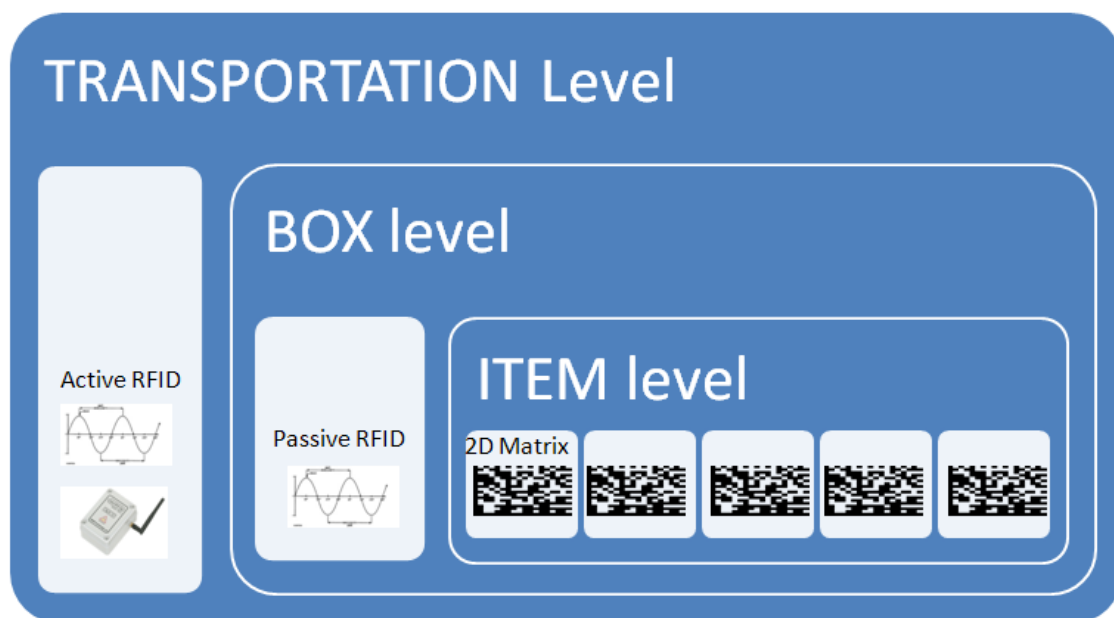 TRANSPORTATION Level
BOX level
ITEM level
Active RFID
Passive RFID
2D Matrix